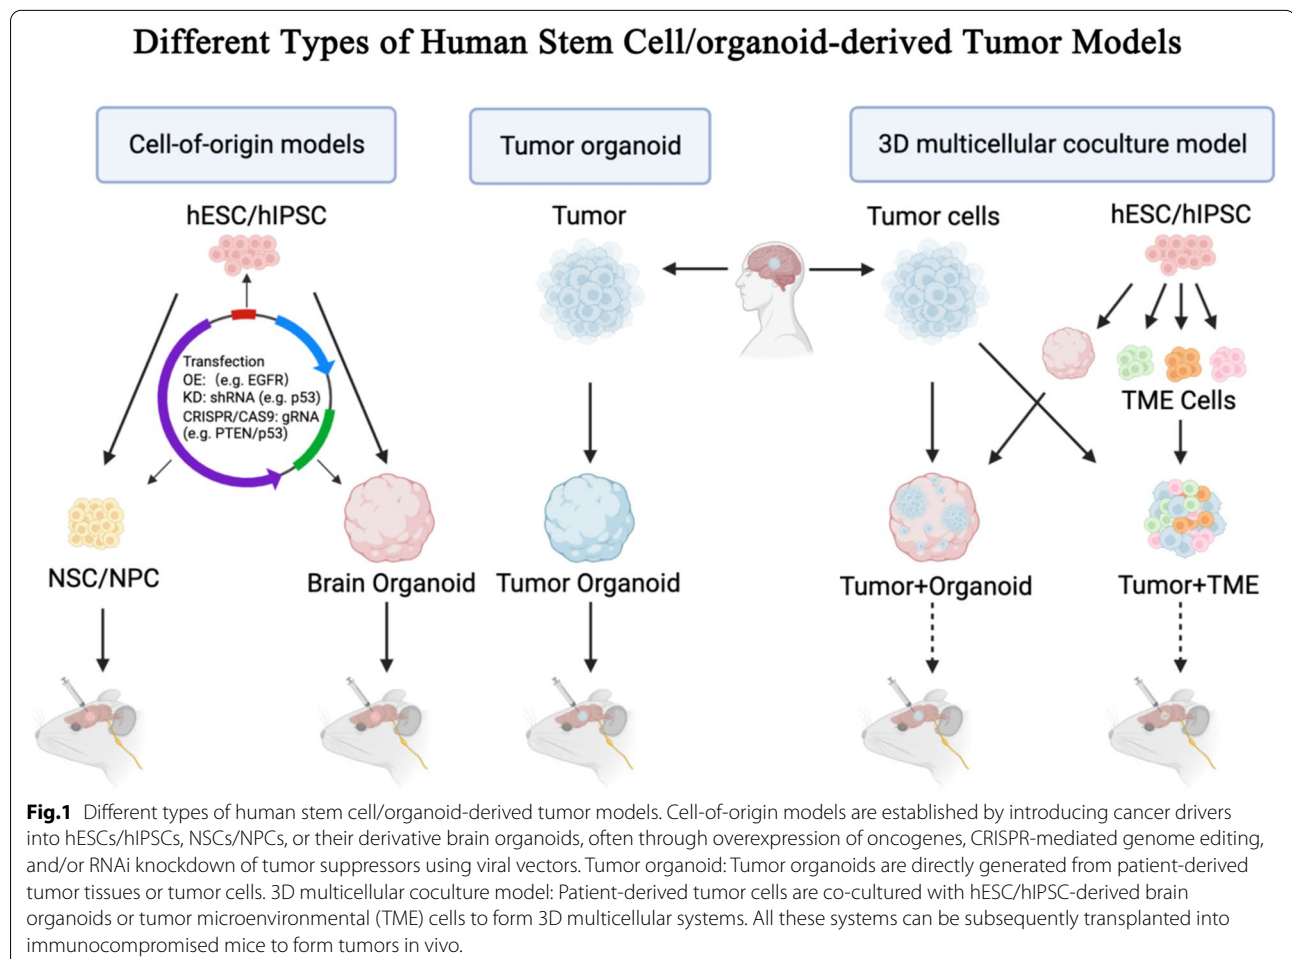 Different Types of Human Stem Cell/organoid-derived Tumor Models
Cell-of-origin models
Tumor organoid
3D multicellular coculture model
hESC/hIPSC
Tumor
Tumor cells
hESC/hIPSC
Transfection
OE: (e.g. EGFR)
KD: shRNA (e.g. p53)
CRISPR/CAS9: gRNA
(e.g. PTEN/p53)
TME Cells
NSC/NPC
Brain Organoid
Tumor Organoid
Tumor+Organoid
Tumor+TME
Fig.1 Different types of human stem cell/organoid-derived tumor models. Cell-of-origin models are established by introducing cancer drivers
into hESCs/hIPSCs, NSCs/NPCs, or their derivative brain organoids, often through overexpression of oncogenes, CRISPR-mediated genome editing,
and/or RNAi knockdown of tumor suppressors using viral vectors. Tumor organoid: Tumor organoids are directly generated from patient-derived
tumor tissues or tumor cells. 3D multicellular coculture model: Patient-derived tumor cells are co-cultured with hESC/hIPSC-derived brain
organoids or tumor microenvironmental (TME) cells to form 3D multicellular systems. All these systems can be subsequently transplanted into
immunocompromised mice to form tumors in vivo.